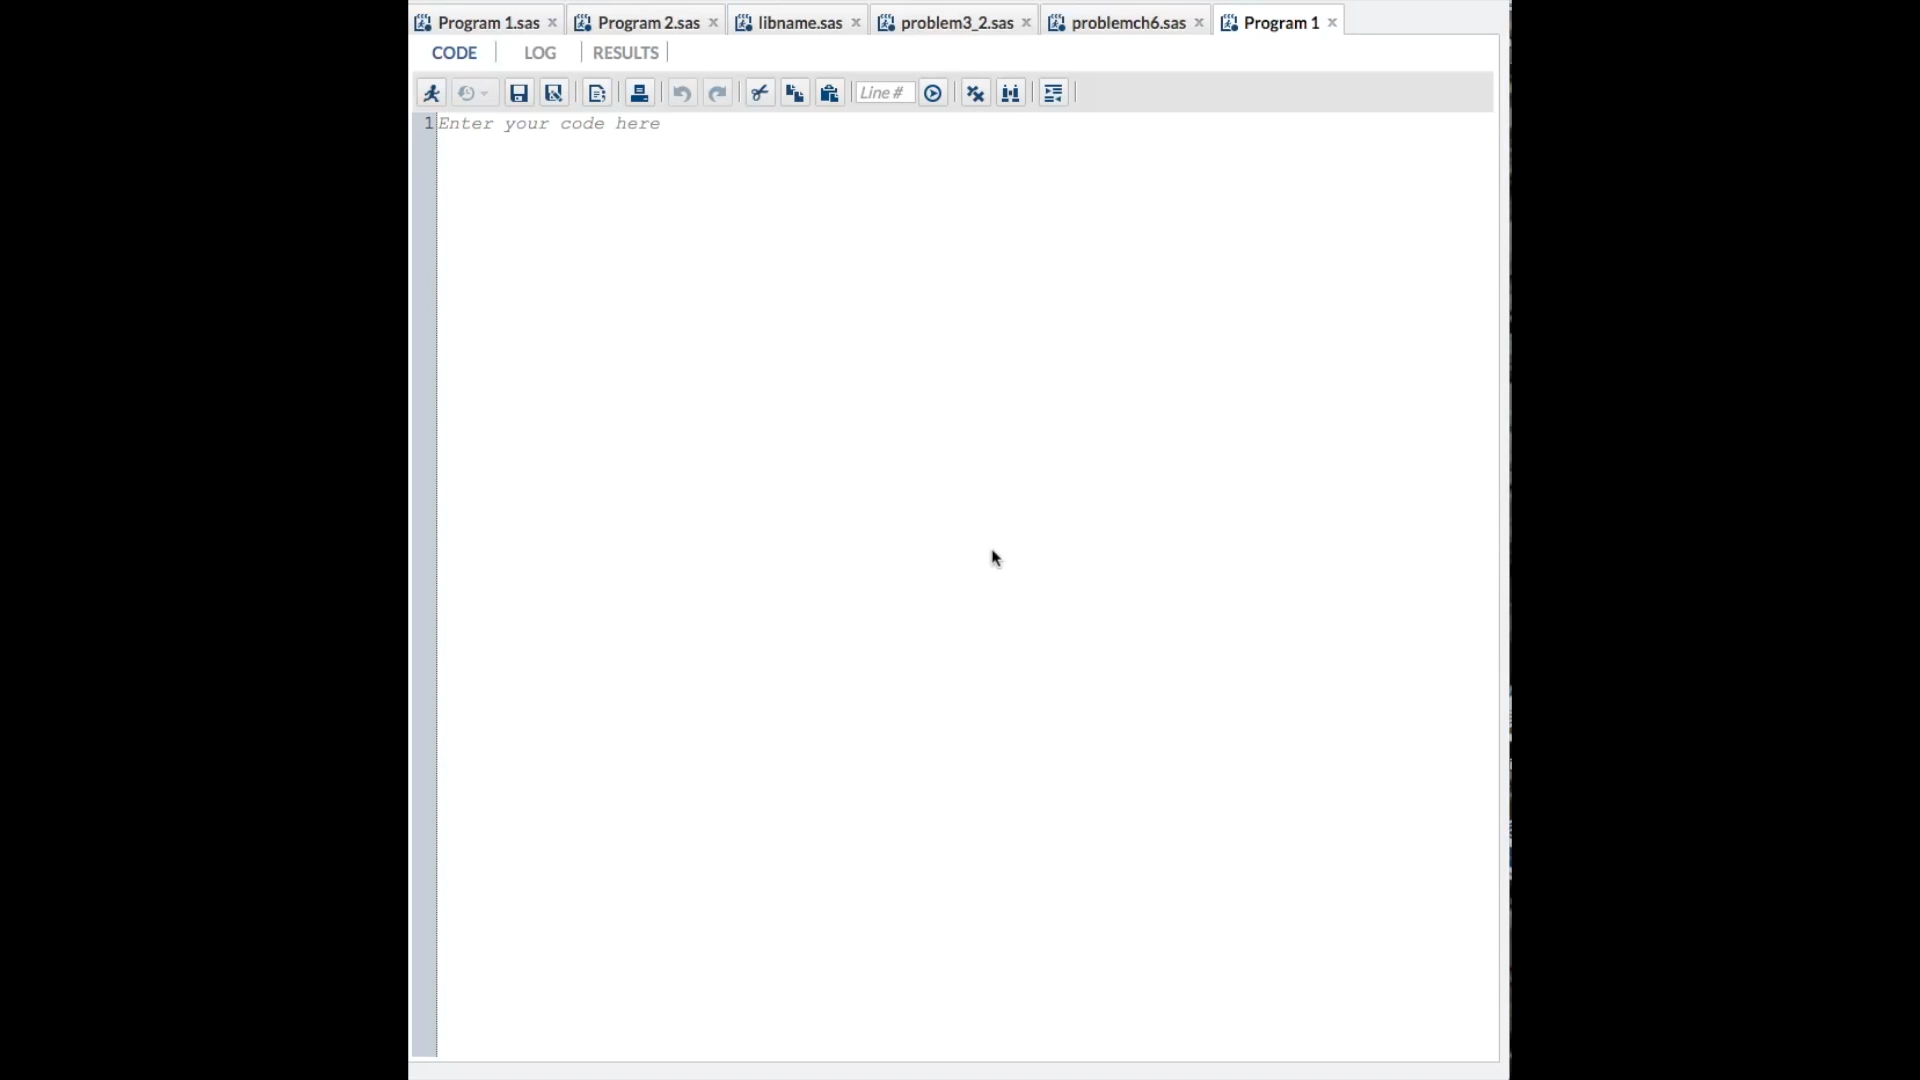 Program 1.sas × Program 2.sas × libname.sas × problem3_2.sas × problemch6.sas × Program 1 ×
CODE LOG RESULTS
Line #
1 Enter your code here